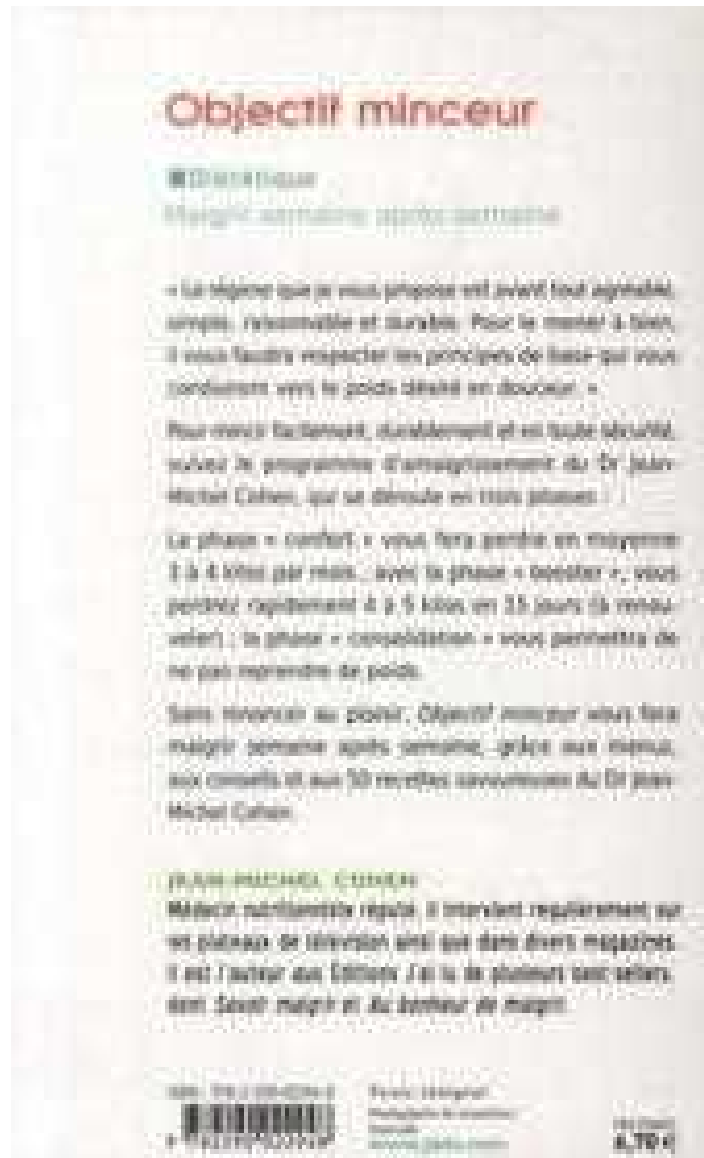 Objectif minceur
Diététique
Maigrir semaine après semaine
« Le régime que je vous propose est avant tout agréable,
simple, raisonnable et durable. Pour le mener à bien,
il vous faudra respecter les principes de base qui vous
conduiront vers le poids désiré en douceur. »
Pour mincir facilement, durablement et en toute sécurité,
suivez le programme d'amaigrissement du Dr Jean-
Michel Cohen, qui se déroule en trois phases :
La phase « confort » vous fera perdre en moyenne
3 à 4 kilos par mois ; avec la phase « booster », vous
perdrez rapidement 4 à 5 kilos en 15 jours (à renou-
veler) ; la phase « consolidation » vous permettra de
ne pas reprendre de poids.
Sans renoncer au plaisir, Objectif minceur vous fera
maigrir semaine après semaine, grâce aux menus,
aux conseils et aux 50 recettes savoureuses du Dr Jean-
Michel Cohen.
JEAN-MICHEL COHEN
Médecin nutritionniste réputé, il intervient régulièrement sur
les plateaux de télévision ainsi que dans divers magazines.
Il est l'auteur aux Éditions J'ai lu de plusieurs best-sellers,
dont Savoir maigrir et Au bonheur de maigrir.
ISBN
Texte intégral
6,70 €